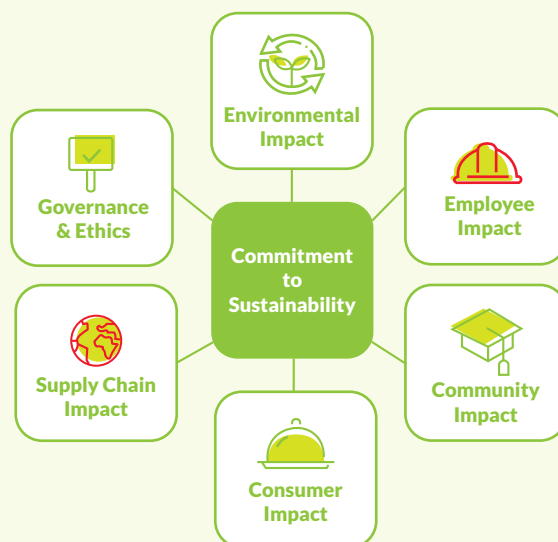 Environmental
Impact
Governance
& Ethics
Employee
Impact
Commitment
to
Sustainability
Supply Chain
Impact
Community
Impact
Consumer
Impact